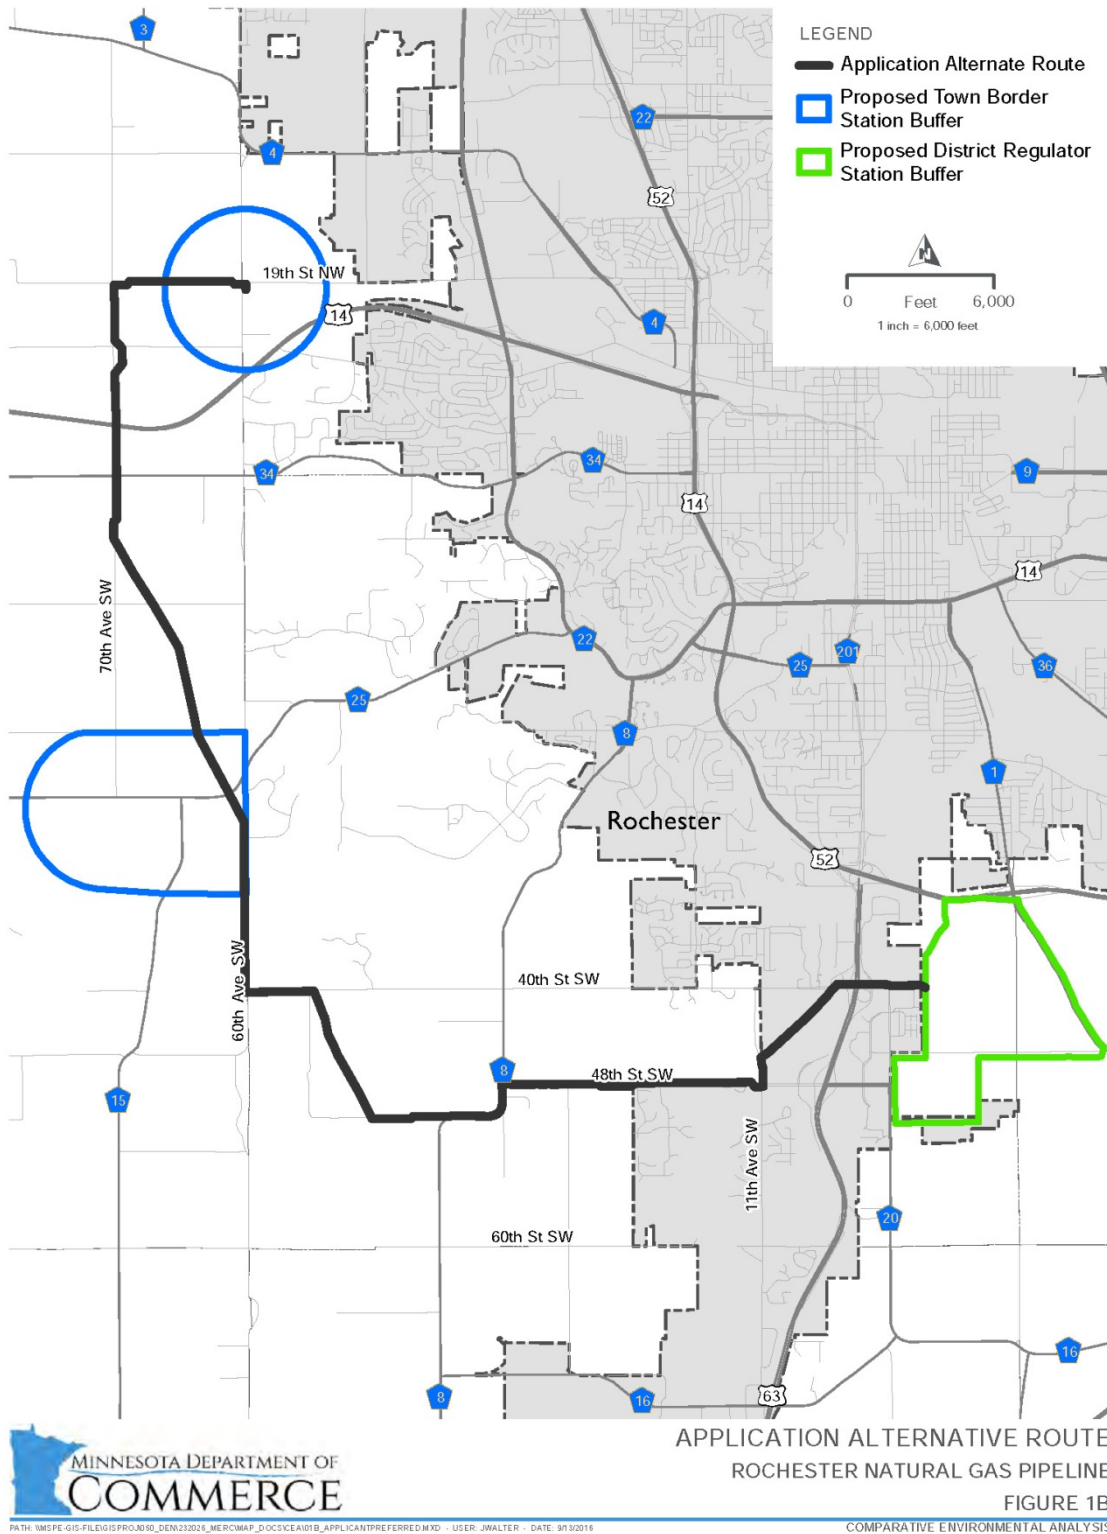 LEGEND
Application Alternate Route
Proposed Town Border
Station Buffer
Proposed District Regulator
Station Buffer
N
0 Feet 6,000
1 inch = 6,000 feet
3
22
4
52
19th St NW
14
4
34
34
9
14
14
70th Ave SW
22
201
25
36
25
8
1
Rochester
52
60th Ave SW
40th St SW
8
48th St SW
15
11th Ave SW
20
60th St SW
16
8
16
63
MINNESOTA DEPARTMENT OF
COMMERCE
APPLICATION ALTERNATIVE ROUTE
ROCHESTER NATURAL GAS PIPELINE
FIGURE 1B
COMPARATIVE ENVIRONMENTAL ANALYSIS